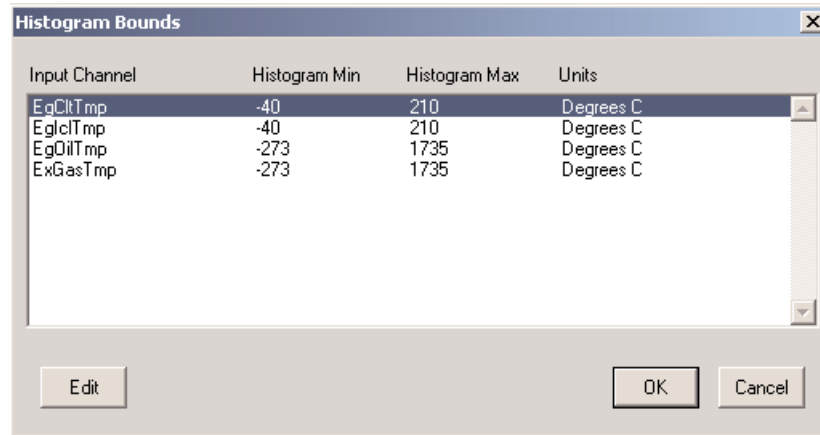 Histogram Bounds
Input Channel Histogram Min Histogram Max Units
EgCltTmp -40 210 Degrees C
EgIclTmp -40 210 Degrees C
EgOilTmp -273 1735 Degrees C
ExGasTmp -273 1735 Degrees C
Edit OK Cancel